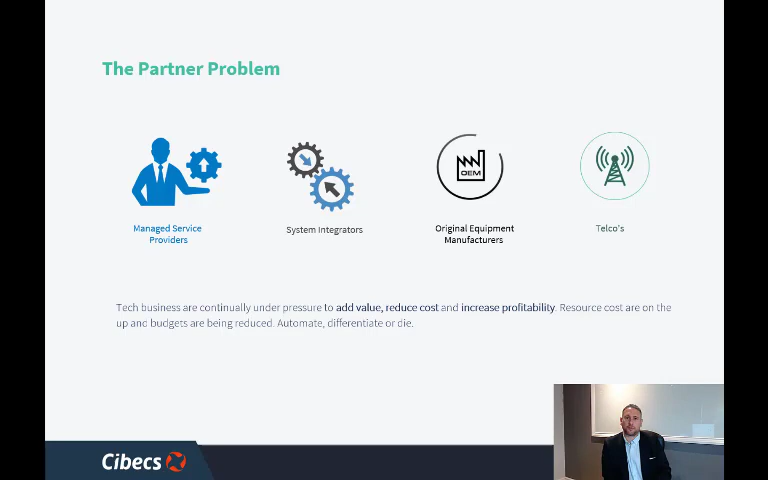 The Partner Problem
OEM
Managed Service
Providers
System Integrators
Original Equipment
Manufacturers
Telco's
Tech business are continually under pressure to add value, reduce cost and increase profitability. Resource cost are on the
up and budgets are being reduced. Automate, differentiate or die.
Cibecs